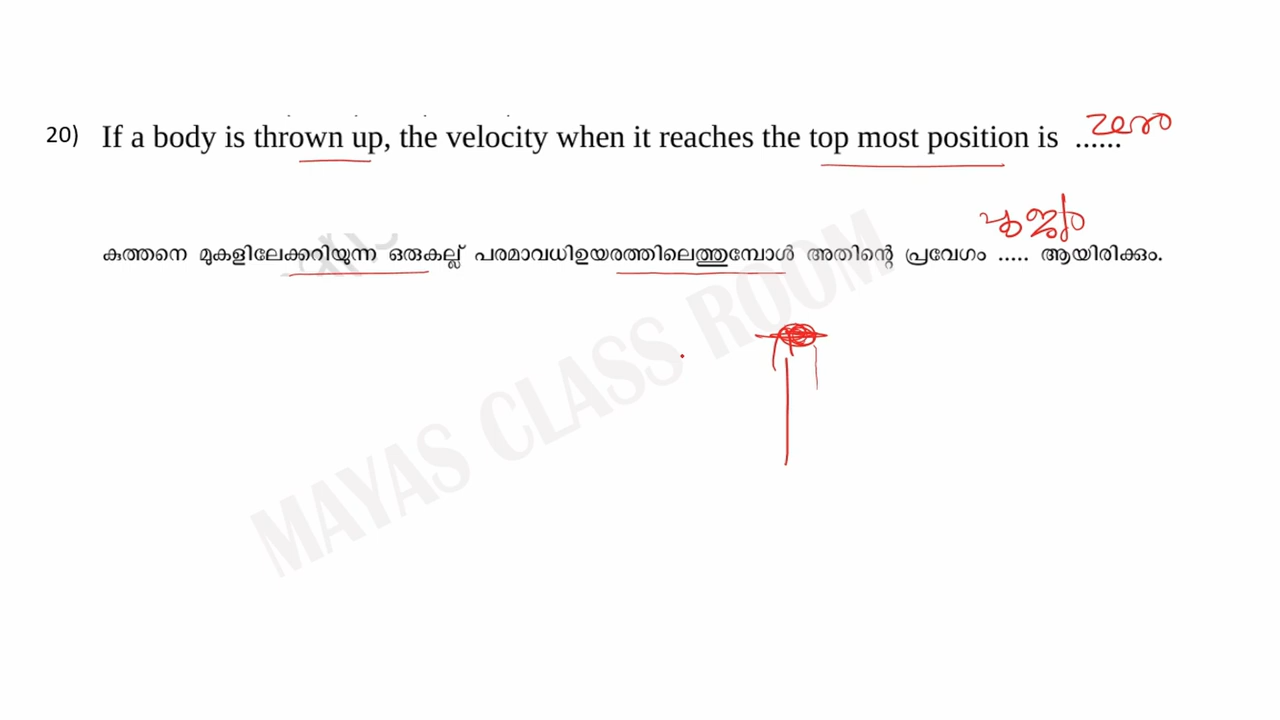 20) If a body is thrown up, the velocity when it reaches the top most position is ...... zero
പൂജ്യം
കുത്തനെ മുകളിലേക്കെറിയുന്ന ഒരുകല്ല് പരമാവധിഉയരത്തിലെത്തുമ്പോൾ അതിന്റെ പ്രവേഗം ..... ആയിരിക്കും.
MAYAS CLASS ROOM